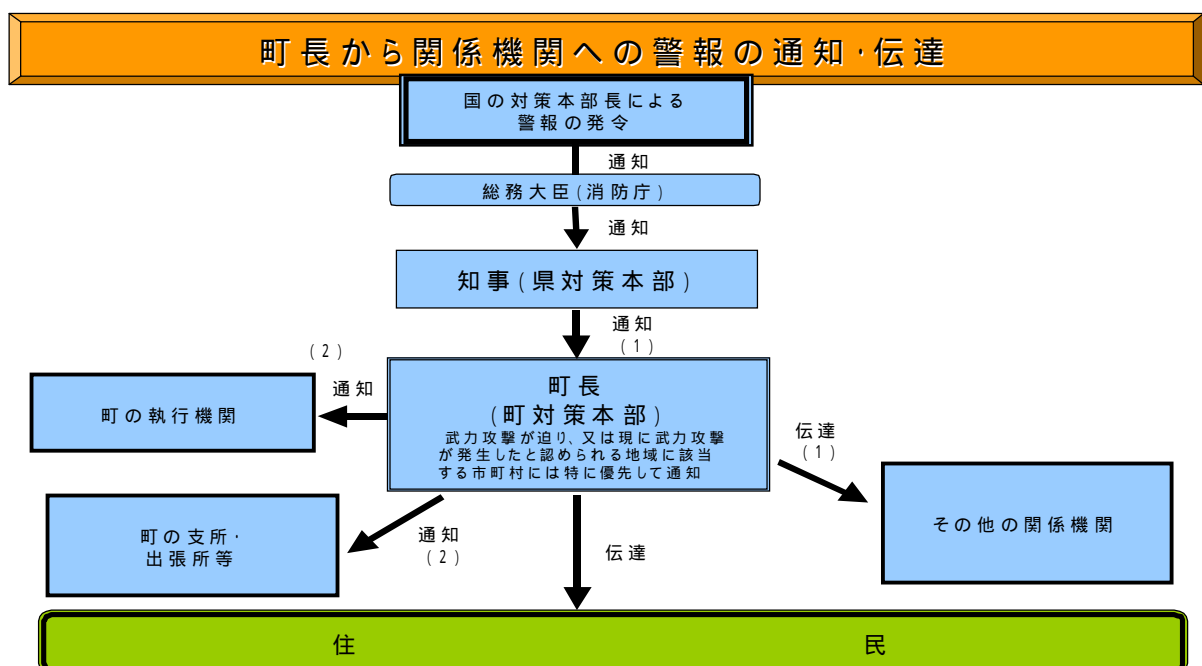 町長から関係機関への警報の通知・伝達
国の対策本部長による
警報の発令
通知
総務大臣(消防庁)
通知
知事(県対策本部)
通知
(1)
(2)
通知
町の執行機関
町長
(町対策本部)
武力攻撃が迫り、又は現に武力攻撃
が発生したと認められる地域に該当
する市町村には特に優先して通知
伝達
(1)
その他の関係機関
町の支所・
出張所等
通知
(2)
伝達
住民